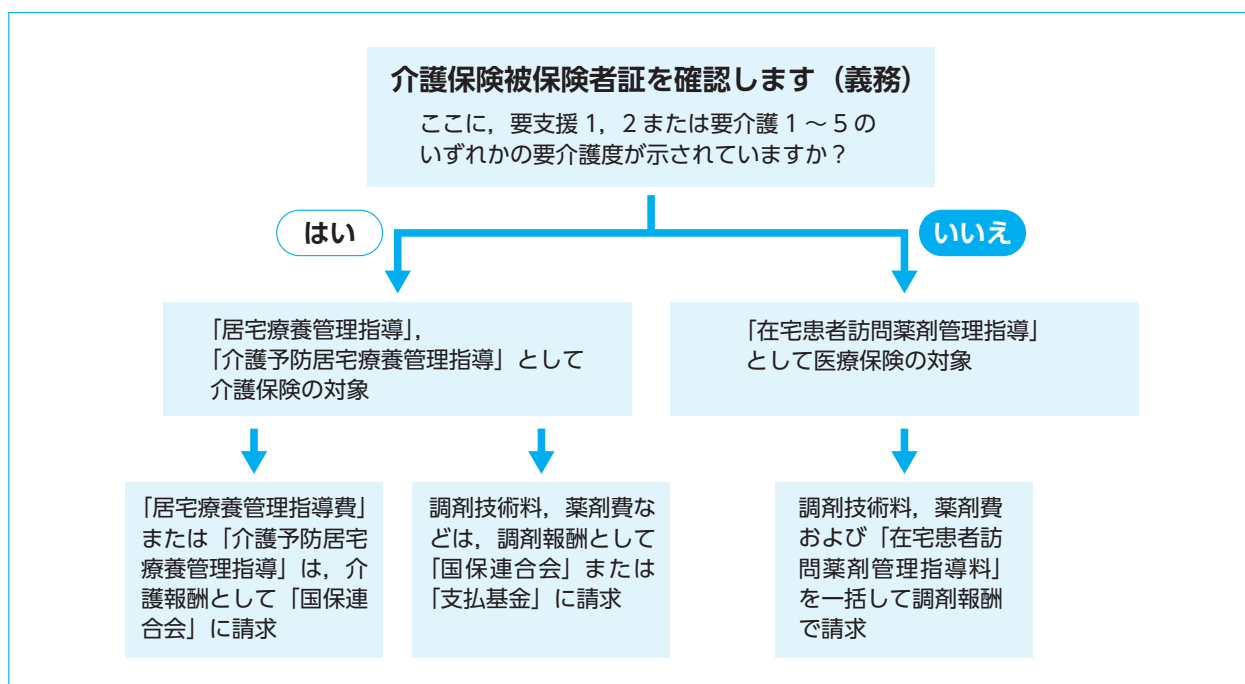 介護保険被保険者証を確認します（義務）
ここに，要支援1，2または要介護1～5の
いずれかの要介護度が示されていますか？
はい
いいえ
「居宅療養管理指導」，
「介護予防居宅療養管理指導」として
介護保険の対象
「在宅患者訪問薬剤管理指導」
として医療保険の対象
「居宅療養管理指導費」
または「介護予防居宅
療養管理指導」は，介
護報酬として「国保連
合会」に請求
調剤技術料，薬剤費な
どは，調剤報酬として
「国保連合会」または
「支払基金」に請求
調剤技術料，薬剤費
および「在宅患者訪
問薬剤管理指導料」
を一括して調剤報酬
で請求